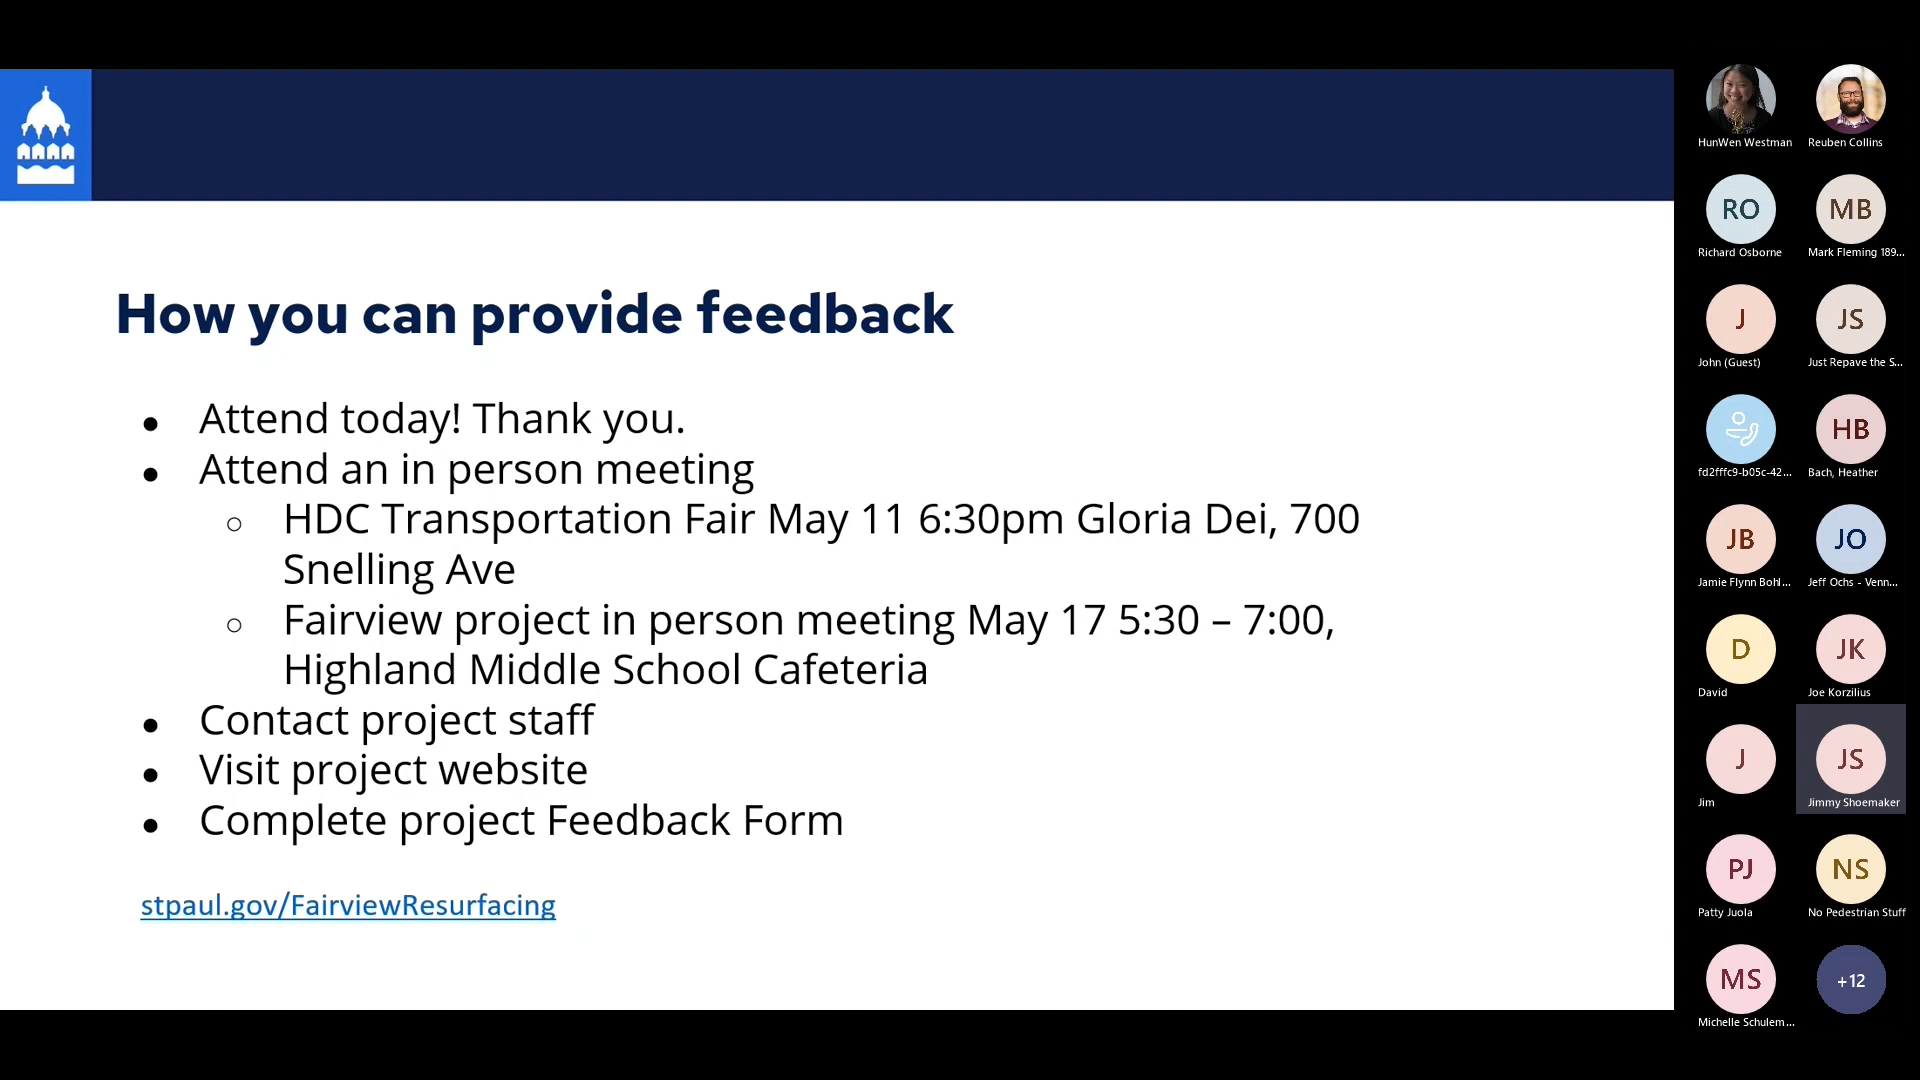 How you can provide feedback
● Attend today! Thank you.
● Attend an in person meeting
○ HDC Transportation Fair May 11 6:30pm Gloria Dei, 700
Snelling Ave
○ Fairview project in person meeting May 17 5:30 – 7:00,
Highland Middle School Cafeteria
● Contact project staff
● Visit project website
● Complete project Feedback Form
stpaul.gov/FairviewResurfacing
HunWen Westman
Reuben Collins
RO
MB
Richard Osborne
Mark Fleming 189...
J
JS
John (Guest)
Just Repave the S...
HB
fd2fffc9-b05c-42...
Bach, Heather
JB
JO
Jamie Flynn Bohl...
Jeff Ochs - Venn...
D
JK
David
Joe Korzilius
J
JS
Jim
Jimmy Shoemaker
PJ
NS
Patty Juola
No Pedestrian Stuff
MS
+12
Michelle Schulem...